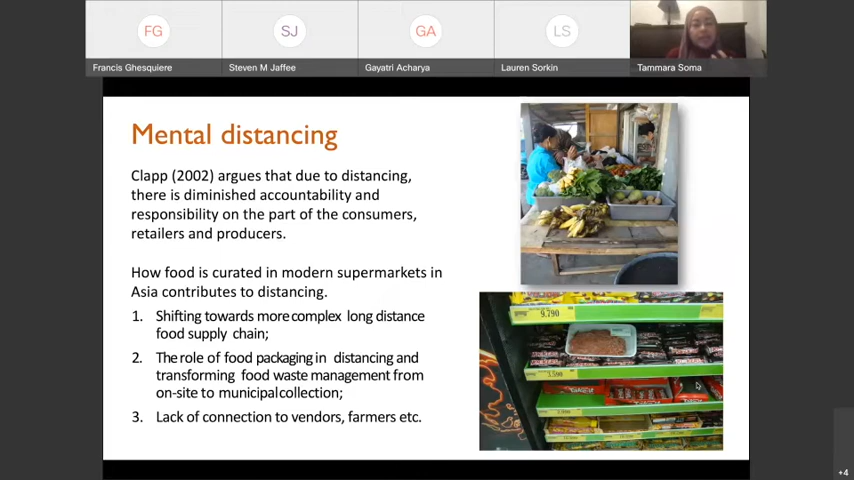 FG
SJ
GA
LS
Francis Ghesquiere
Steven M Jaffee
Gayatri Acharya
Lauren Sorkin
Tammara Soma
Mental distancing
Clapp (2002) argues that due to distancing,
there is diminished accountability and
responsibility on the part of the consumers,
retailers and producers.
How food is curated in modern supermarkets in
Asia contributes to distancing.
1. Shifting towards more complex long distance
food supply chain;
2. The role of food packaging in distancing and
transforming food waste management from
on-site to municipal collection;
3. Lack of connection to vendors, farmers etc.
9.790
+4